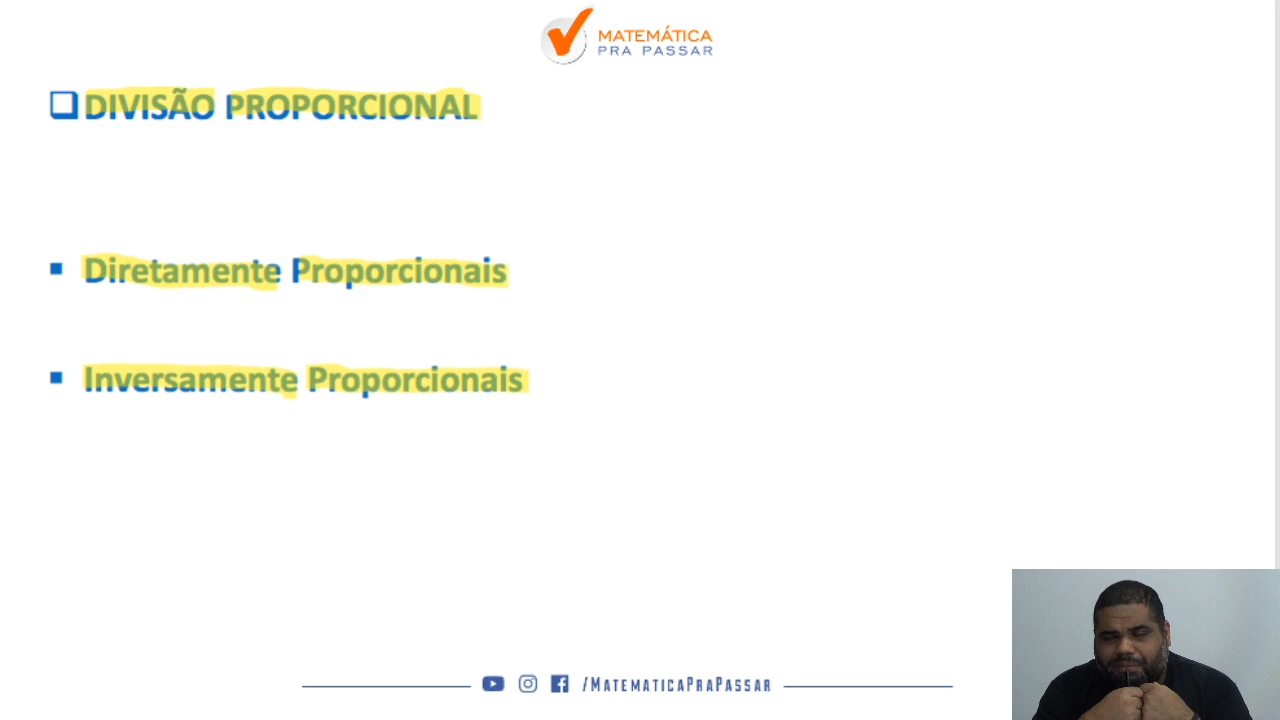 MATEMÁTICA
PRA PASSAR
DIVISÃO PROPORCIONAL
Diretamente Proporcionais
Inversamente Proporcionais
/MATEMATICAPRAPASSAR